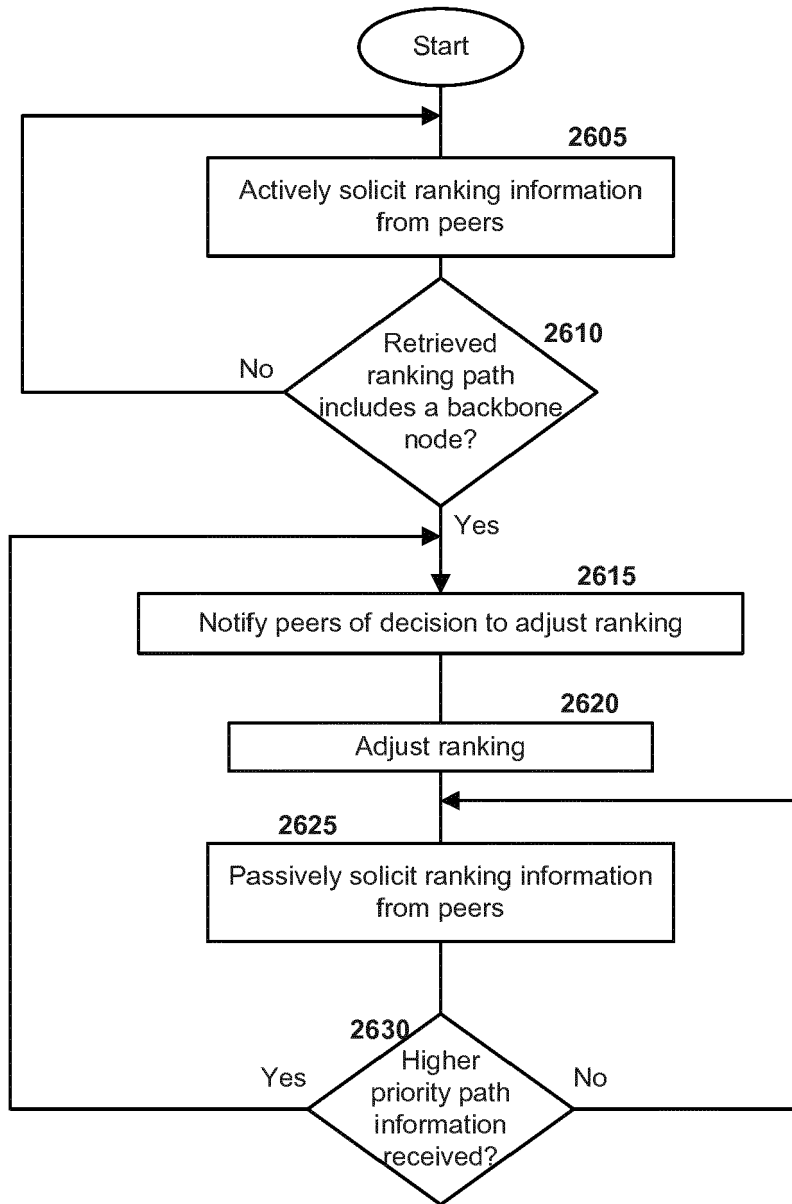 Start
2605
Actively solicit ranking information
from peers
2610
Retrieved
ranking path
includes a backbone
node?
No
Yes
2615
Notify peers of decision to adjust ranking
2620
Adjust ranking
2625
Passively solicit ranking information
from peers
2630
Higher
priority path
information
received?
Yes
No